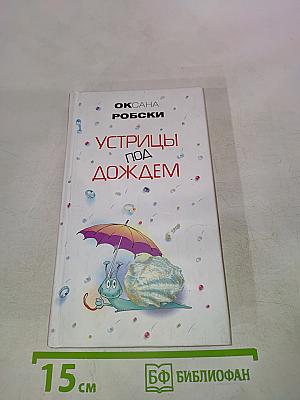 ОКСАНА
РОБСКИ
УСТРИЦЫ
ПОД
ДОЖДЕМ
15 см
БФ БИБЛИОФАН